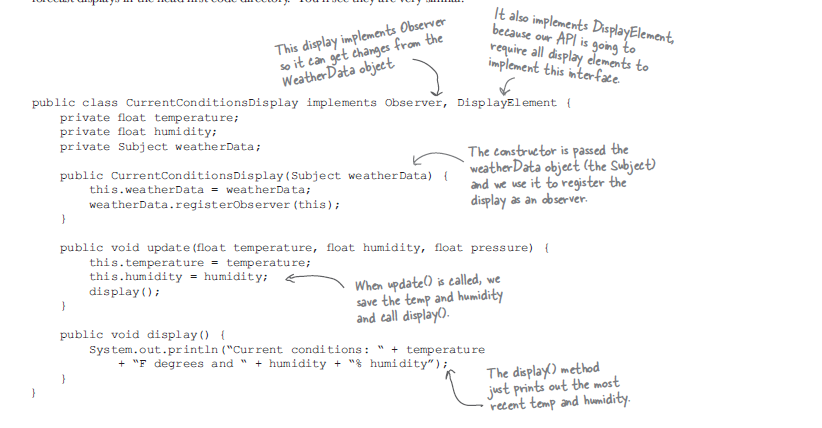 forecast displays in the head first code directory. You'll see they are very similar.
This display implements Observer
so it can get changes from the
WeatherData object
It also implements DisplayElement,
because our API is going to
require all display elements to
implement this interface.
public class CurrentConditionsDisplay implements Observer, DisplayElement {
private float temperature;
private float humidity;
private Subject weatherData;
public CurrentConditionsDisplay(Subject weatherData) {
this.weatherData = weatherData;
weatherData.registerObserver(this);
}
The constructor is passed the
weatherData object (the Subject)
and we use it to register the
display as an observer.
public void update(float temperature, float humidity, float pressure) {
this.temperature = temperature;
this.humidity = humidity;
display();
}
When update() is called, we
save the temp and humidity
and call display().
public void display() {
System.out.println("Current conditions: " + temperature
+ "F degrees and " + humidity + "% humidity");
}
}
The display() method
just prints out the most
recent temp and humidity.